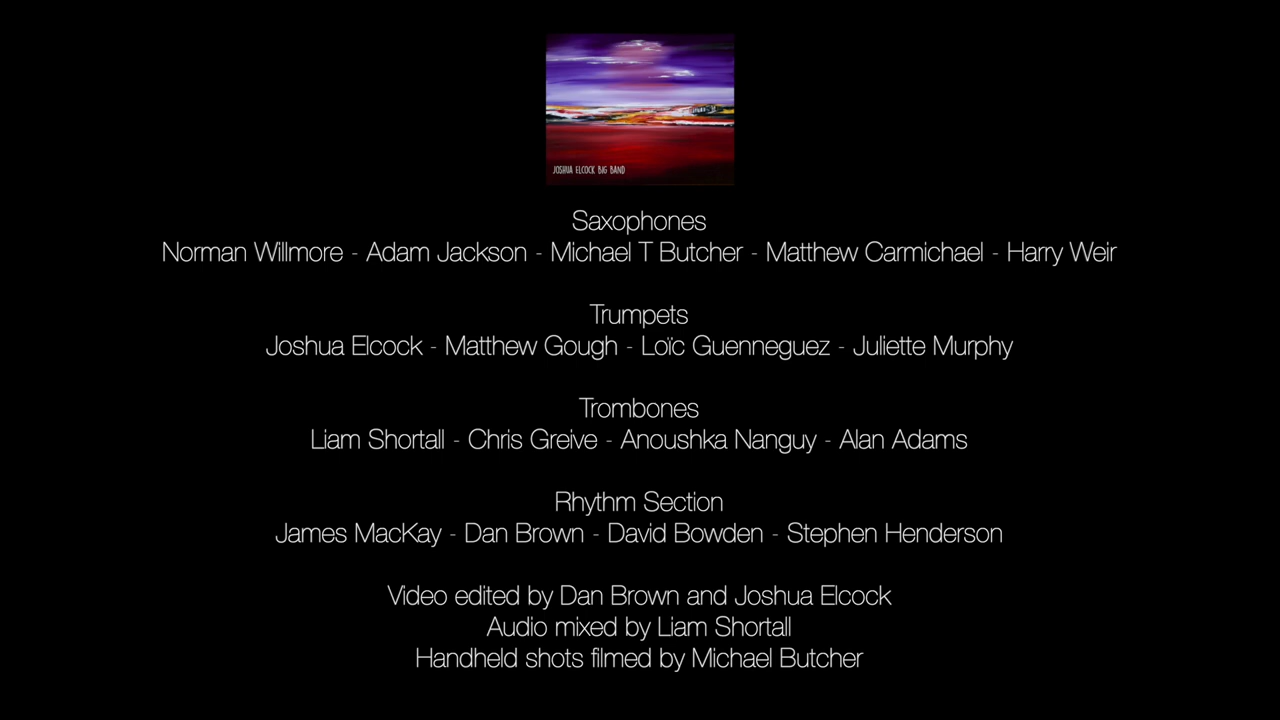 JOSHUA ELCOCK BIG BAND
Saxophones
Norman Willmore - Adam Jackson - Michael T Butcher - Matthew Carmichael - Harry Weir
Trumpets
Joshua Elcock - Matthew Gough - Loïc Guenneguez - Juliette Murphy
Trombones
Liam Shortall - Chris Greive - Anoushka Nanguy - Alan Adams
Rhythm Section
James MacKay - Dan Brown - David Bowden - Stephen Henderson
Video edited by Dan Brown and Joshua Elcock
Audio mixed by Liam Shortall
Handheld shots filmed by Michael Butcher